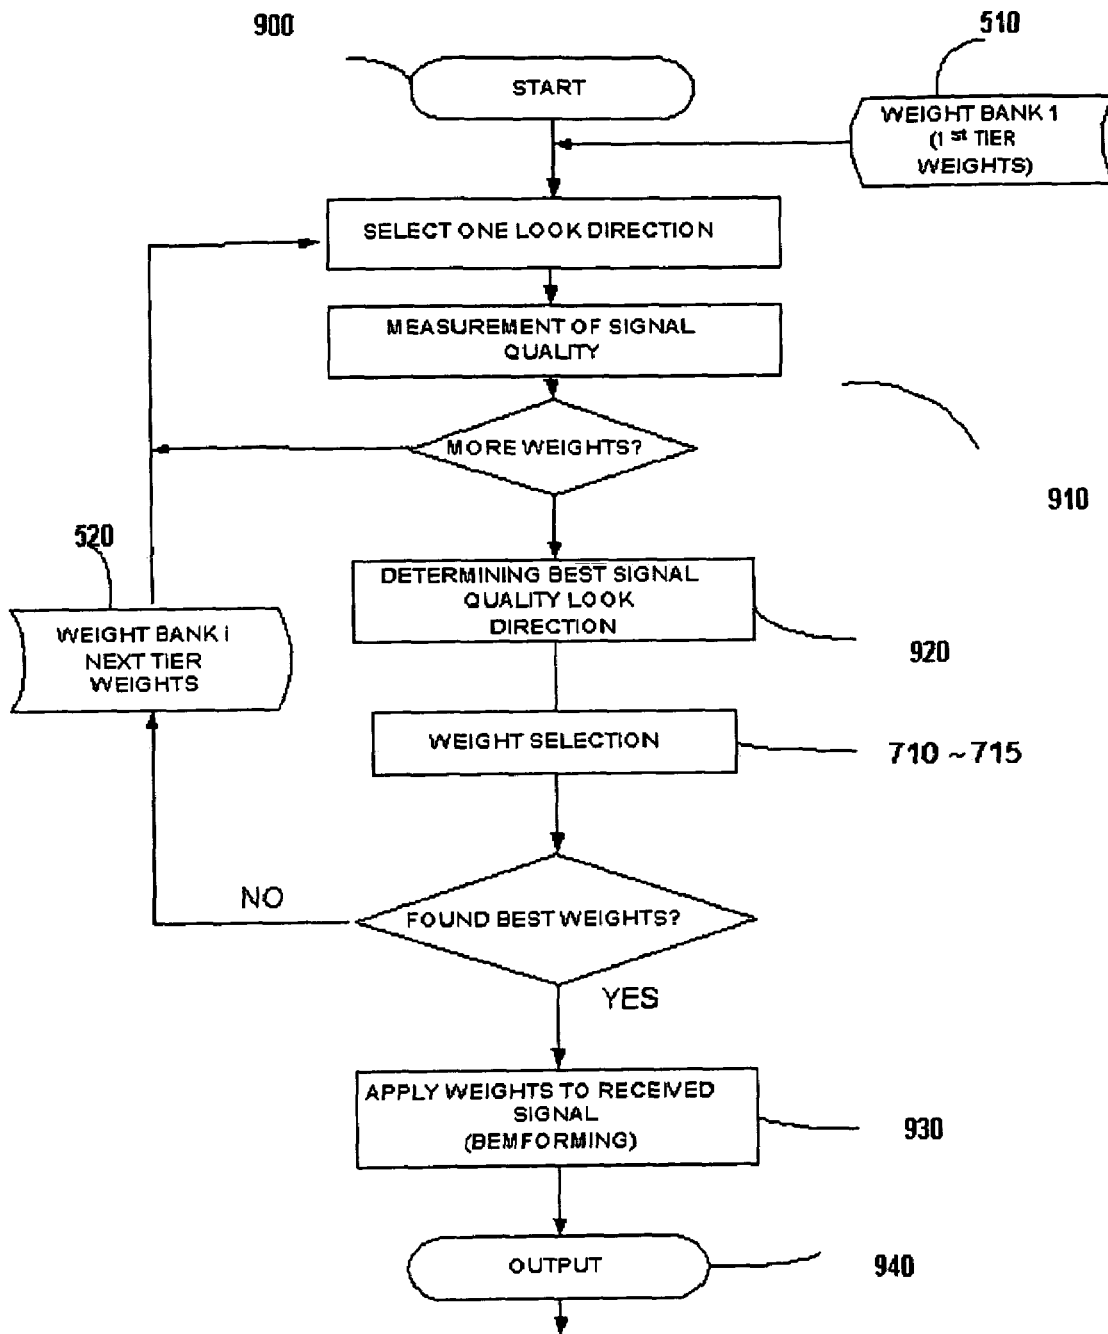 900
510
START
WEIGHT BANK 1
(1 st TIER
WEIGHTS)
SELECT ONE LOOK DIRECTION
MEASUREMENT OF SIGNAL
QUALITY
MORE WEIGHTS?
910
520
DETERMINING BEST SIGNAL
QUALITY LOOK
DIRECTION
WEIGHT BANK i
NEXT TIER
WEIGHTS
920
WEIGHT SELECTION
710 ~ 715
NO
FOUND BEST WEIGHTS?
YES
APPLY WEIGHTS TO RECEIVED
SIGNAL
(BEMFORMING)
930
OUTPUT
940